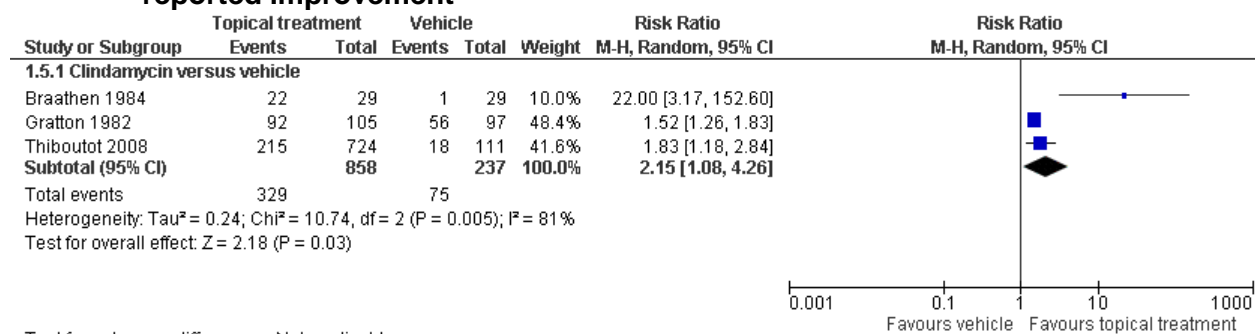 reported improvement
Topical treatment Vehicle Risk Ratio Risk Ratio
Study or Subgroup Events Total Events Total Weight M-H, Random, 95% CI M-H, Random, 95% CI
1.5.1 Clindamycin versus vehicle
Braathen 1984 22 29 1 29 10.0% 22.00 [3.17, 152.60]
Gratton 1982 92 105 56 97 48.4% 1.52 [1.26, 1.83]
Thiboutot 2008 215 724 18 111 41.6% 1.83 [1.18, 2.84]
Subtotal (95% CI) 858 237 100.0% 2.15 [1.08, 4.26]
Total events 329 75
Heterogeneity: Tau² = 0.24; Chi² = 10.74, df = 2 (P = 0.005); I² = 81%
Test for overall effect: Z = 2.18 (P = 0.03)
0.001 0.1 1 10 1000
Favours vehicle Favours topical treatment